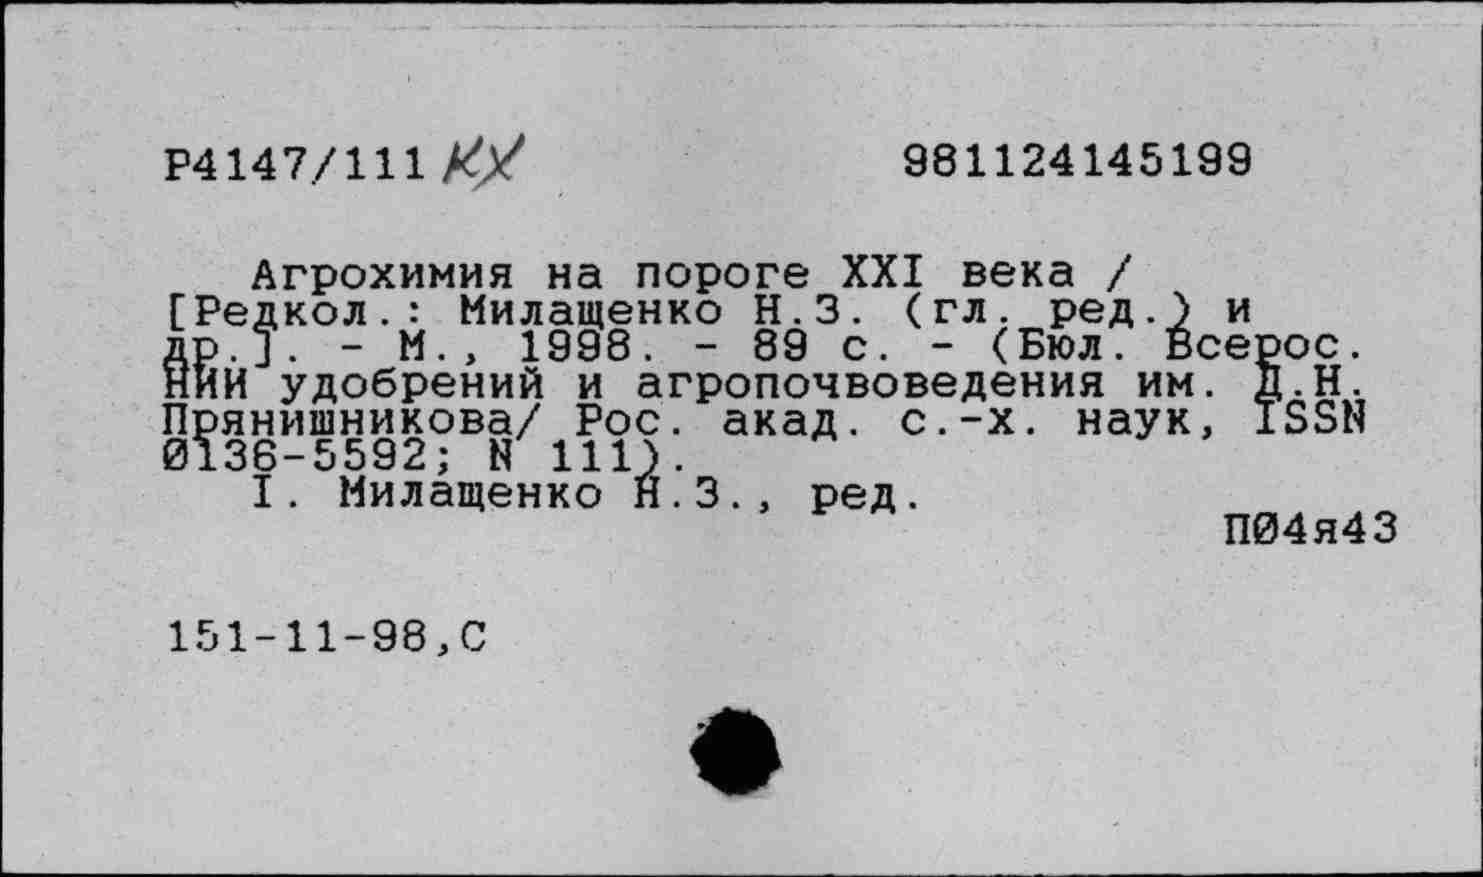 Р4147/111 КХ 981124145199
Агрохимия на пороге XXI века /
[Редкол.: Милащенко Н.З. (гл. ред.) и
др.]. - М., 1998. - 89 с. - (Бюл. Всерос.
НИИ удобрений и агропочвоведения им. Д.Н.
Прянишникова/ Рос. акад. с.-х. наук, ISSN
0136-5592; N 111).
I. Милащенко Н.З., ред.
П04я43
151-11-98,С